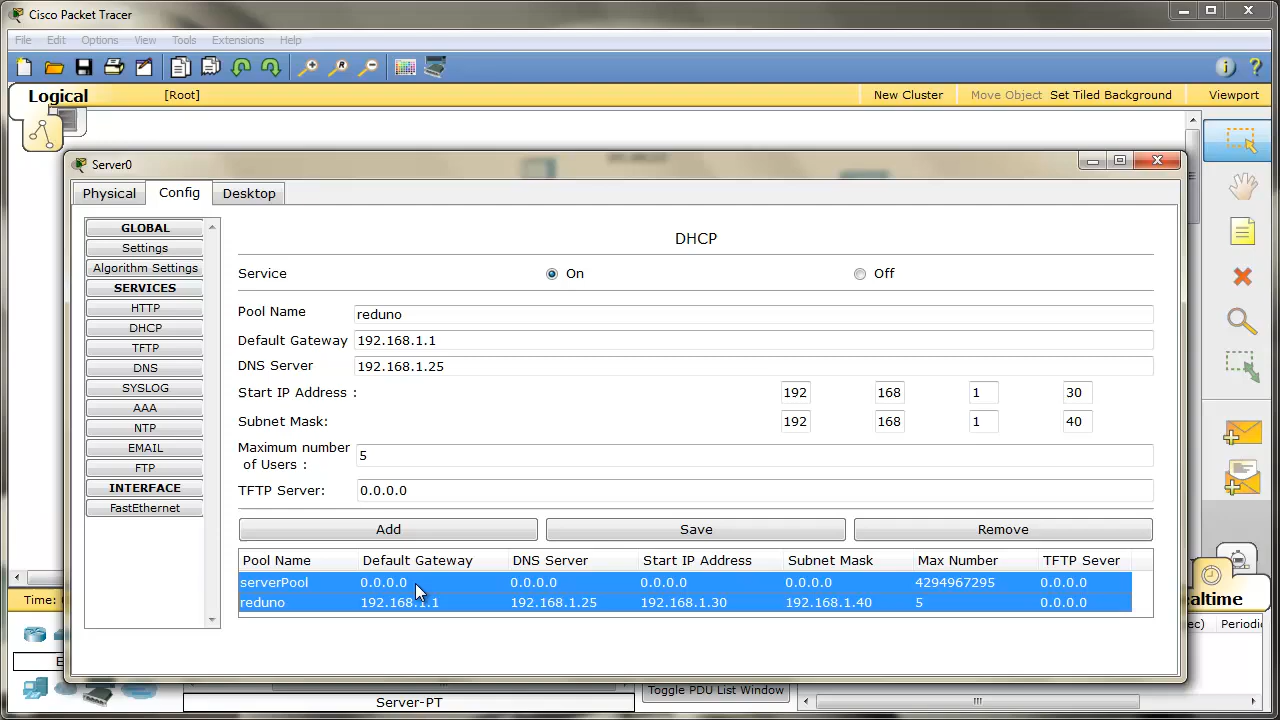 Cisco Packet Tracer
File Edit Options View Tools Extensions Help
Logical [Root] New Cluster Move Object Set Tiled Background Viewport
Server0
Physical Config Desktop
GLOBAL
Settings
Algorithm Settings
SERVICES
HTTP
DHCP
TFTP
DNS
SYSLOG
AAA
NTP
EMAIL
FTP
INTERFACE
FastEthernet
DHCP
Service On Off
Pool Name reduno
Default Gateway 192.168.1.1
DNS Server 192.168.1.25
Start IP Address : 192 168 1 30
Subnet Mask: 192 168 1 40
Maximum number
of Users : 5
TFTP Server: 0.0.0.0
Add Save Remove
Pool Name Default Gateway DNS Server Start IP Address Subnet Mask Max Number TFTP Sever
serverPool 0.0.0.0 0.0.0.0 0.0.0.0 0.0.0.0 4294967295 0.0.0.0
reduno 192.168.1.1 192.168.1.25 192.168.1.30 192.168.1.40 5 0.0.0.0
Time: altime
ec) Periodi
Server-PT
Toggle PDU List Window